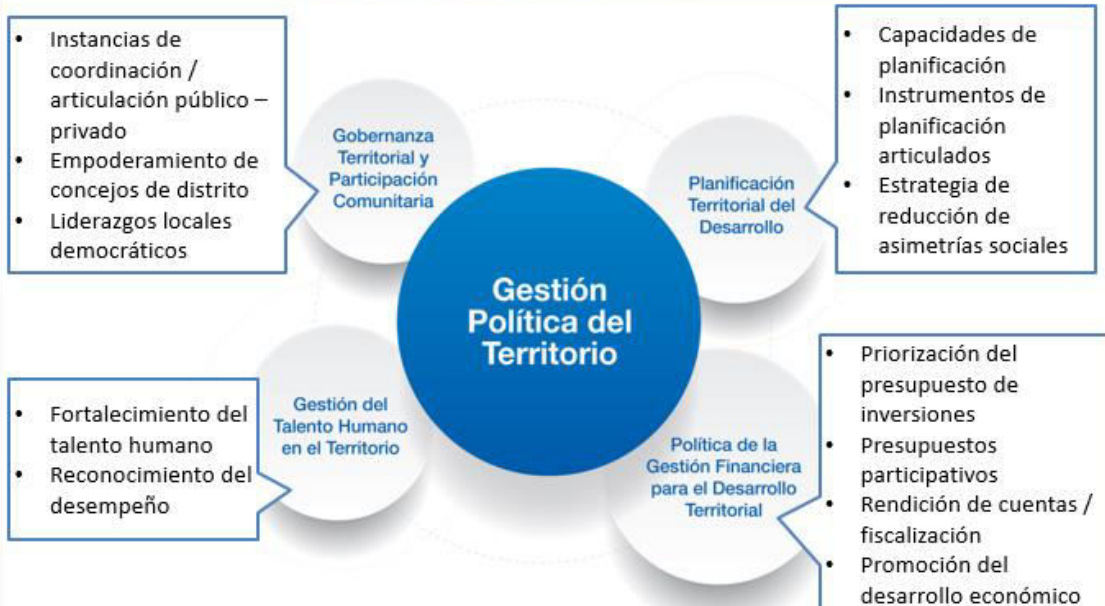 • Instancias de
coordinación /
articulación público –
privado
• Empoderamiento de
concejos de distrito
• Liderazgos locales
democráticos
Gobernanza
Territorial y
Participación
Comunitaria
Planificación
Territorial del
Desarrollo
• Capacidades de
planificación
• Instrumentos de
planificación
articulados
• Estrategia de
reducción de
asimetrías sociales
Gestión
Política del
Territorio
• Fortalecimiento del
talento humano
• Reconocimiento del
desempeño
Gestión del
Talento Humano
en el Territorio
Política de la
Gestión Financiera
para el Desarrollo
Territorial
• Priorización del
presupuesto de
inversiones
• Presupuestos
participativos
• Rendición de cuentas /
fiscalización
• Promoción del
desarrollo económico